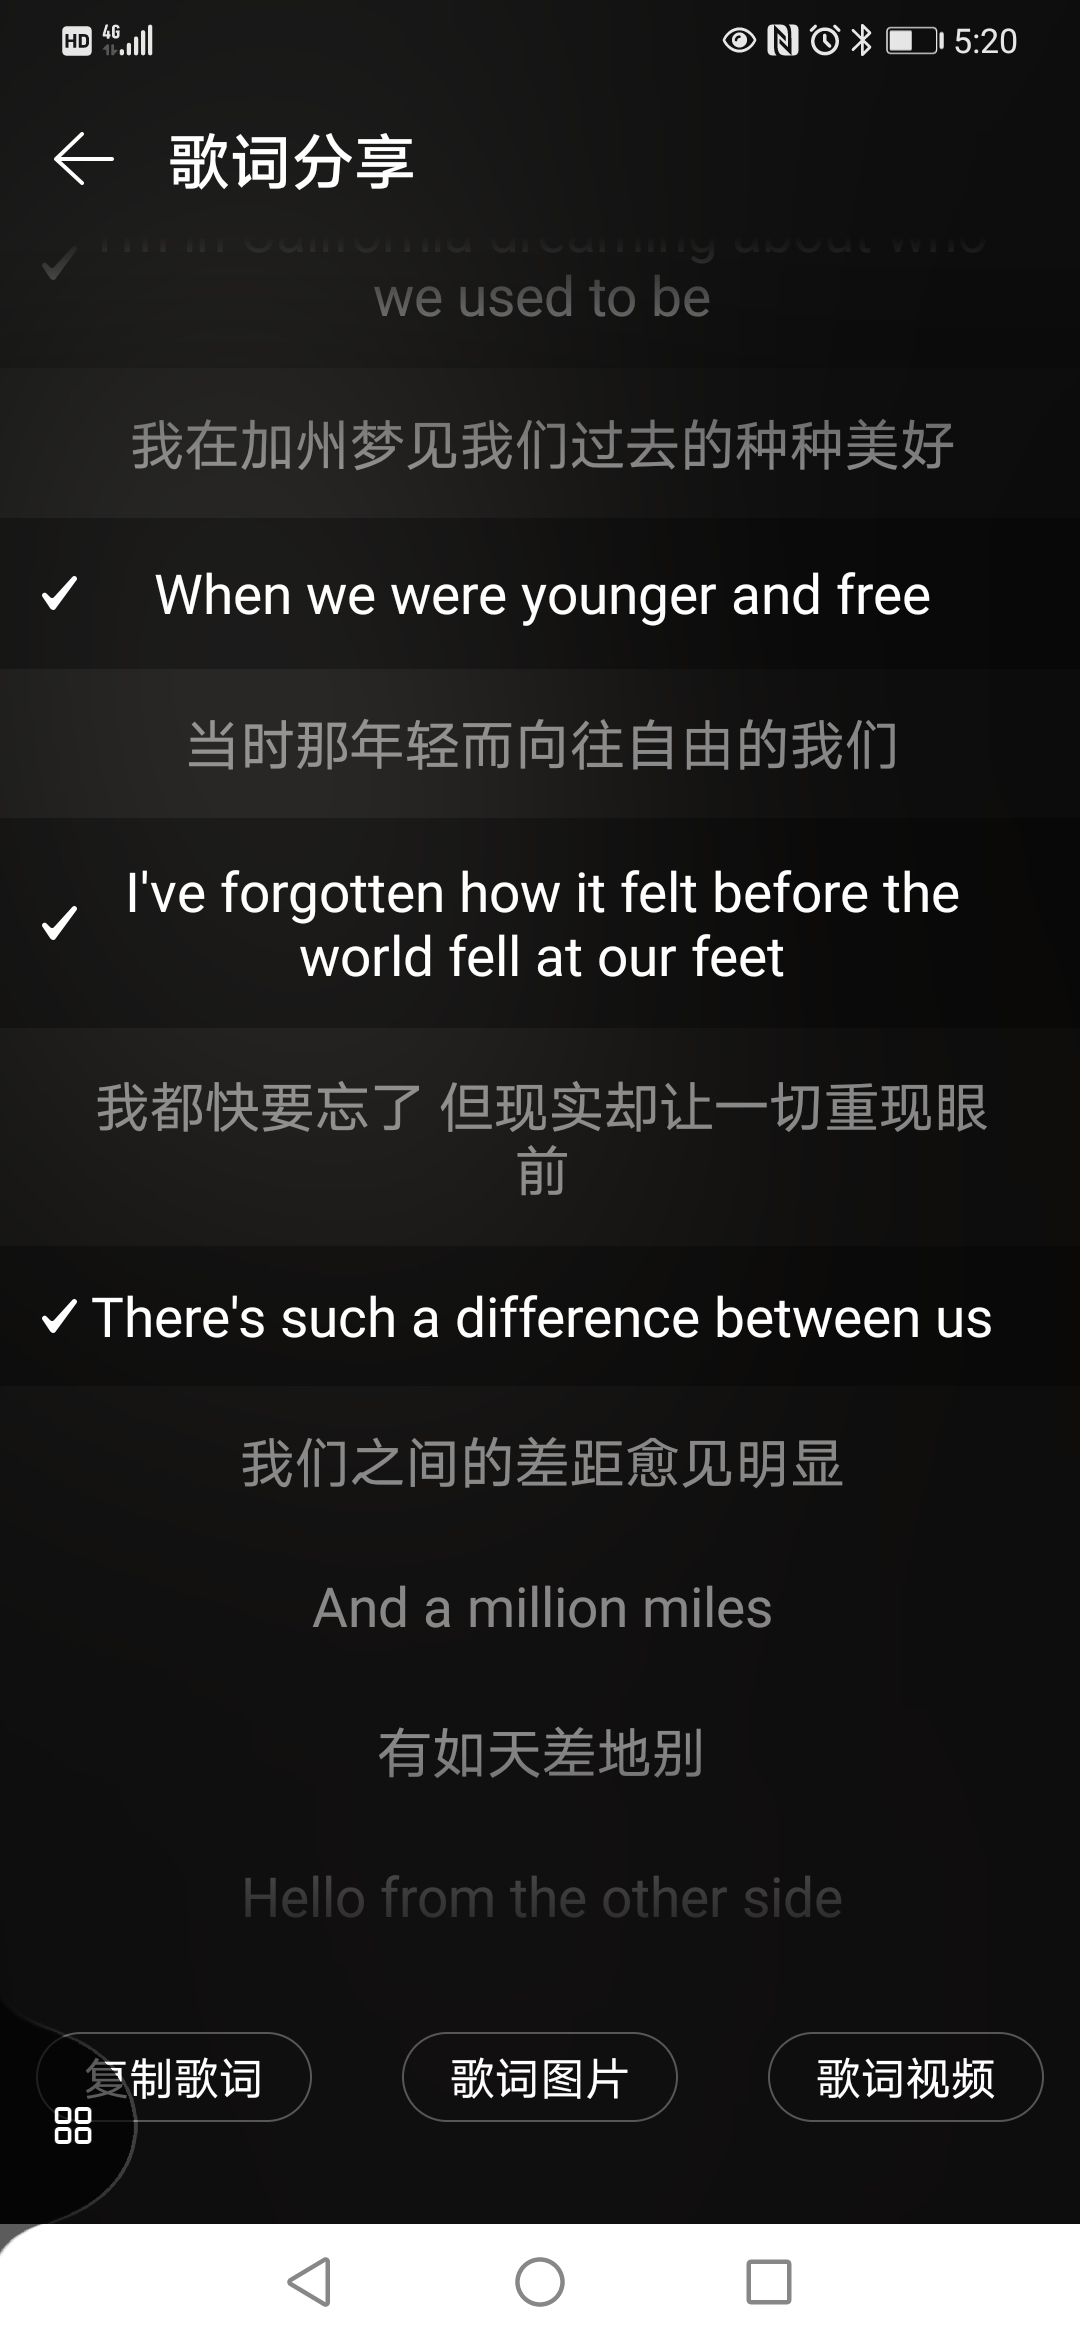 HD 4G 5:20
歌词分享
I'm in California dreaming about who
we used to be
我在加州梦见我们过去的种种美好
When we were younger and free
当时那年轻而向往自由的我们
I've forgotten how it felt before the
world fell at our feet
我都快要忘了 但现实却让一切重现眼
前
There's such a difference between us
我们之间的差距愈见明显
And a million miles
有如天差地别
Hello from the other side
复制歌词 歌词图片 歌词视频